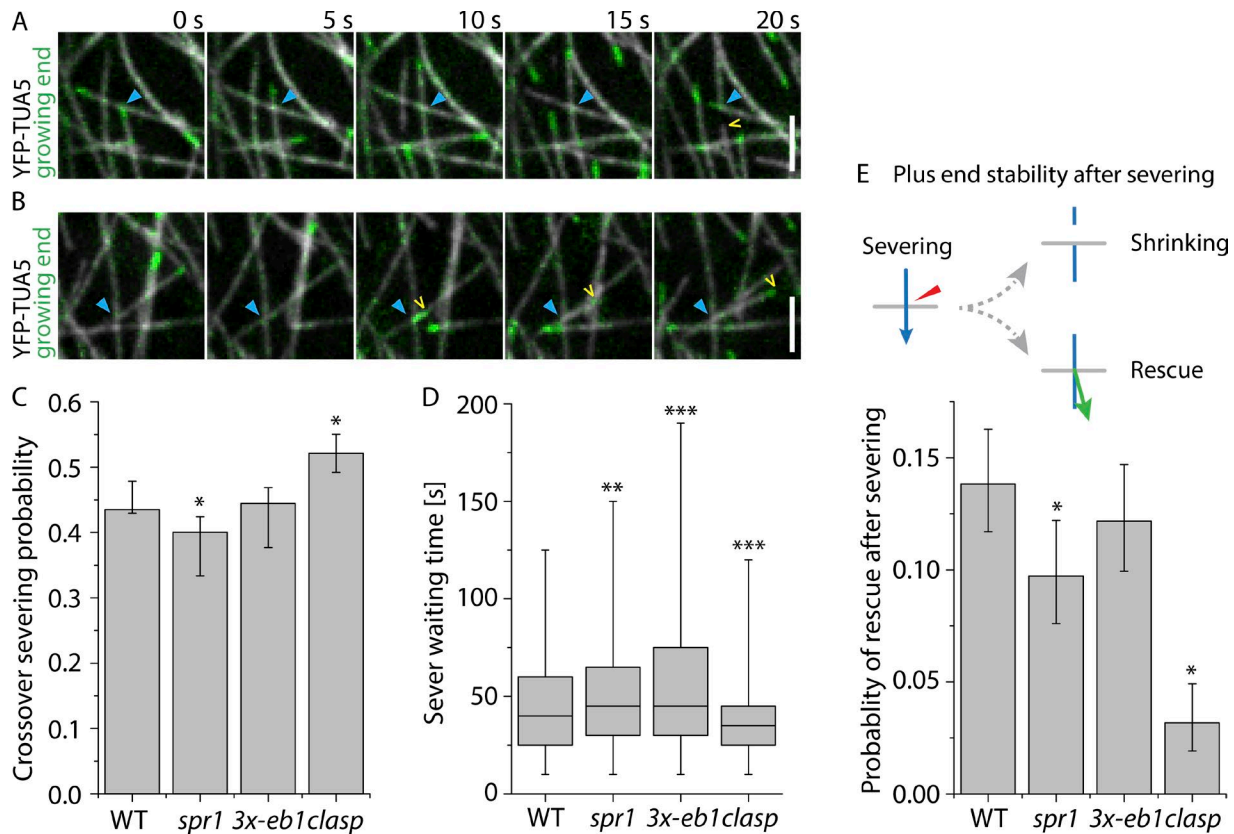 A
0 s
5 s
10 s
15 s
20 s
YFP-TUA5
growing end
B
YFP-TUA5
growing end
C
Crossover severing probability
0.6
0.5
0.4
0.3
0.2
0.1
0.0
*
*
WT spr1 3x-eb1 clasp
D
Sever waiting time [s]
200
150
100
50
0
**
***
***
WT spr1 3x-eb1 clasp
E Plus end stability after severing
Severing
Shrinking
Rescue
Probablity of rescue after severing
0.15
0.10
0.05
0.00
*
*
WT spr1 3x-eb1 clasp